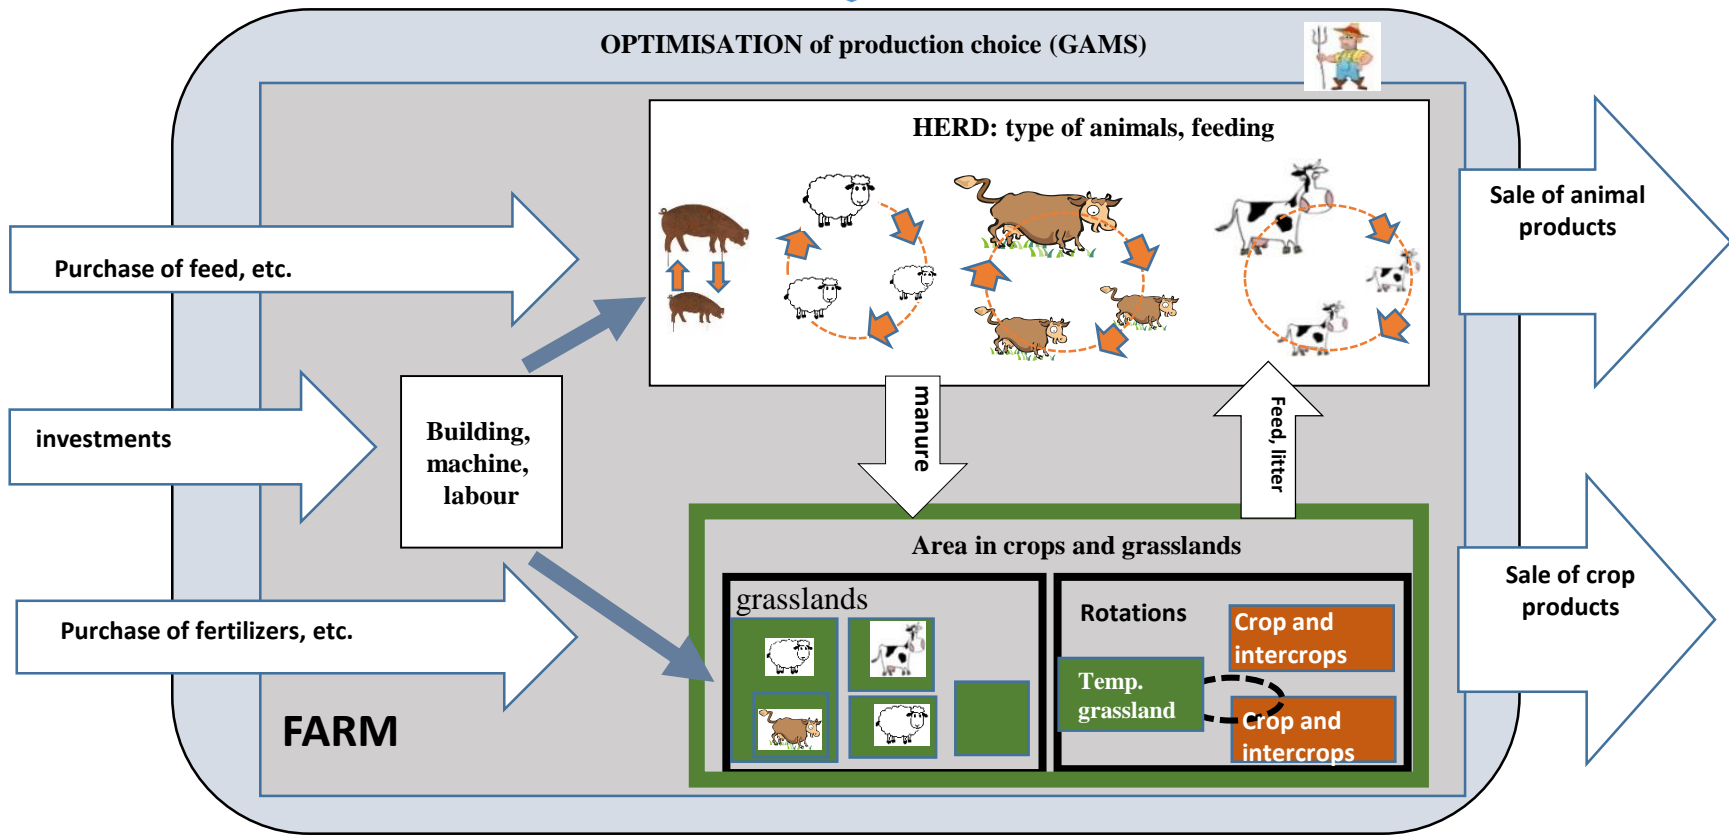 OPTIMISATION of production choice (GAMS)
HERD: type of animals, feeding
Sale of animal
products
Purchase of feed, etc.
investments
Building,
machine,
labour
manure
Feed, litter
Area in crops and grasslands
grasslands
Rotations
Crop and
intercrops
Temp.
grassland
Crop and
intercrops
Sale of crop
products
Purchase of fertilizers, etc.
FARM